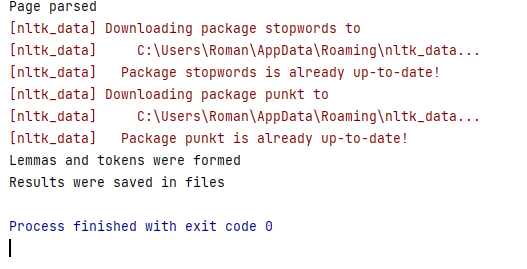 Page parsed
[nltk_data] Downloading package stopwords to
[nltk_data]     C:\Users\Roman\AppData\Roaming\nltk_data...
[nltk_data]   Package stopwords is already up-to-date!
[nltk_data] Downloading package punkt to
[nltk_data]     C:\Users\Roman\AppData\Roaming\nltk_data...
[nltk_data]   Package punkt is already up-to-date!
Lemmas and tokens were formed
Results were saved in files

Process finished with exit code 0